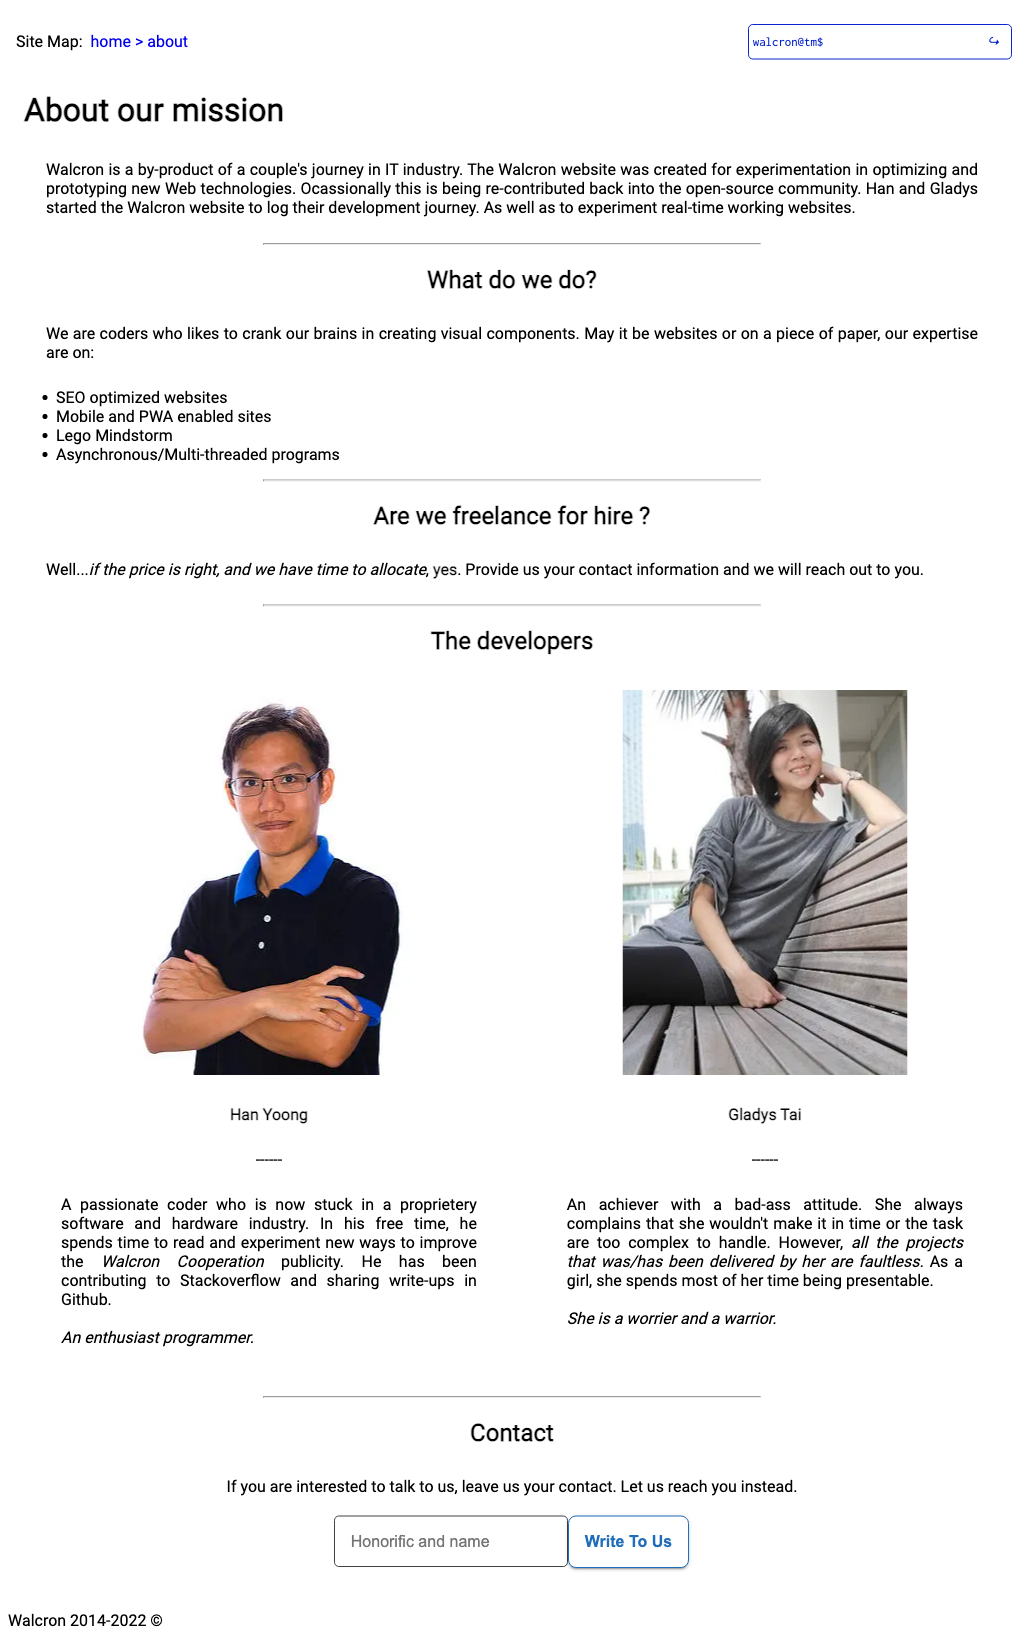 Site Map: home > about
walcron@tm$
About our mission
Walcron is a by-product of a couple's journey in IT industry. The Walcron website was created for experimentation in optimizing and
prototyping new Web technologies. Ocassionally this is being re-contributed back into the open-source community. Han and Gladys
started the Walcron website to log their development journey. As well as to experiment real-time working websites.
What do we do?
We are coders who likes to crank our brains in creating visual components. May it be websites or on a piece of paper, our expertise
are on:
• SEO optimized websites
• Mobile and PWA enabled sites
• Lego Mindstorm
• Asynchronous/Multi-threaded programs
Are we freelance for hire ?
Well...if the price is right, and we have time to allocate, yes. Provide us your contact information and we will reach out to you.
The developers
Han Yoong
------
A passionate coder who is now stuck in a proprietery
software and hardware industry. In his free time, he
spends time to read and experiment new ways to improve
the Walcron Cooperation publicity. He has been
contributing to Stackoverflow and sharing write-ups in
Github.
An enthusiast programmer.
Gladys Tai
------
An achiever with a bad-ass attitude. She always
complains that she wouldn't make it in time or the task
are too complex to handle. However, all the projects
that was/has been delivered by her are faultless. As a
girl, she spends most of her time being presentable.
She is a worrier and a warrior.
Contact
If you are interested to talk to us, leave us your contact. Let us reach you instead.
Honorific and name
Write To Us
Walcron 2014-2022 ©